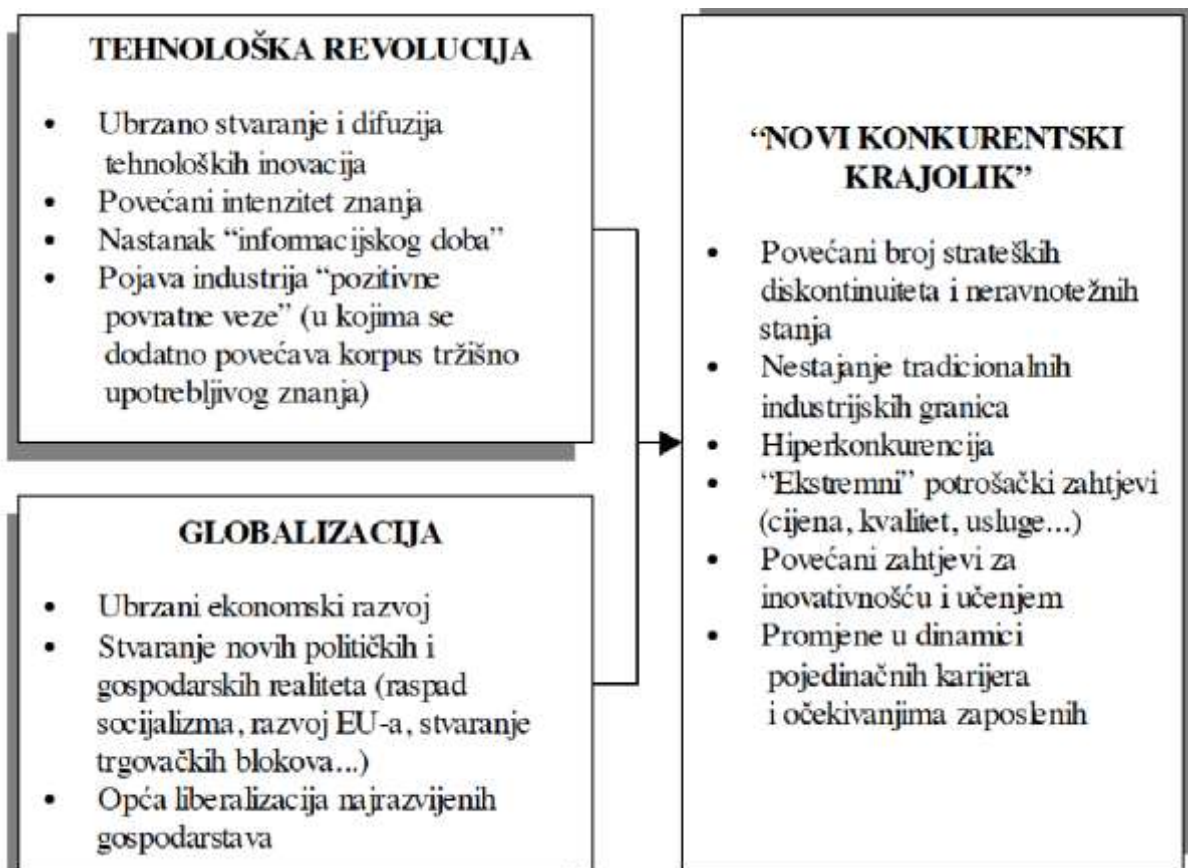 TEHNOLOŠKA REVOLUCIJA
• Ubrzano stvaranje i difuzija
tehnoloških inovacija
• Povećani intenzitet znanja
• Nastanak “informacijskog doba”
• Pojava industrija “pozitivne
povratne veze” (u kojima se
dodatno povećava korpus tržišno
upotrebljivog znanja)
GLOBALIZACIJA
• Ubrzani ekonomski razvoj
• Stvaranje novih političkih i
gospodarskih realiteta (raspad
socijalizma, razvoj EU-a, stvaranje
trgovačkih blokova...)
• Opća liberalizacija najrazvijenih
gospodarstava
“NOVI KONKURENTSKI
KRAJOLIK”
• Povećani broj strateških
diskontinuiteta i neravnotežnih
stanja
• Nestajanje tradicionalnih
industrijskih granica
• Hiperkonkurencija
• “Ekstremni” potrošački zahtjevi
(cijena, kvalitet, usluge...)
• Povećani zahtjevi za
inovativnošću i učenjem
• Promjene u dinamici
pojedinačnih karijera
i očekivanjima zaposlenih